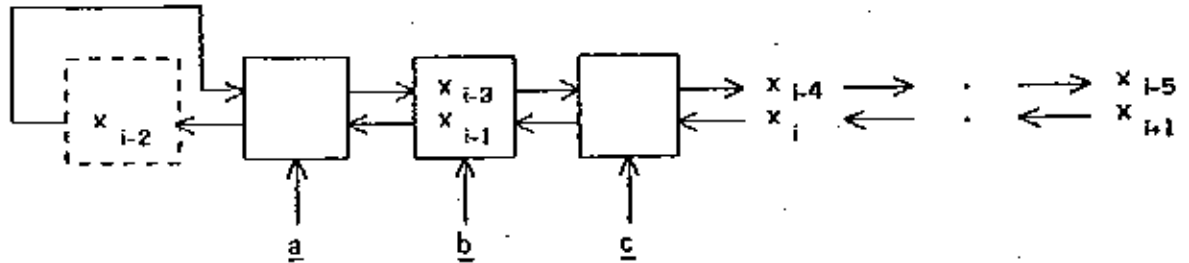 x i-3 x i-4 . x i-5
x i-2 x i-1 x i . x i+1
a b c